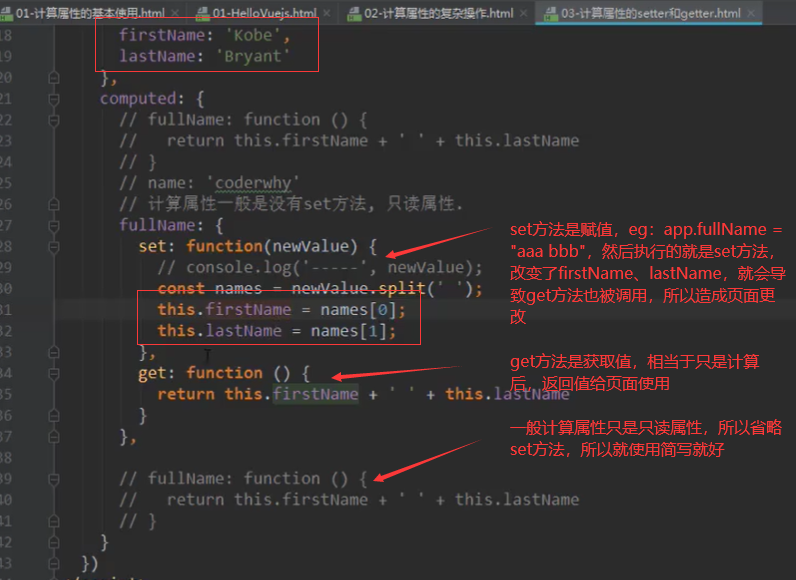 01-计算属性的基本使用.html × 01-HelloVuejs.html × 02-计算属性的复杂操作.html × 03-计算属性的setter和getter.html ×
18 firstName: 'Kobe',
19 lastName: 'Bryant'
20 },
21 computed: {
22 // fullName: function () {
23 //   return this.firstName + ' ' + this.lastName
24 // }
25 // name: 'coderwhy'
26 // 计算属性一般是没有set方法, 只读属性.
27 fullName: {
28 set: function(newValue) {
29 // console.log('-----', newValue);
30 const names = newValue.split(' ');
31 this.firstName = names[0];
32 this.lastName = names[1];
33 },
34 get: function () {
35 return this.firstName + ' ' + this.lastName
36 }
37 },
38
39 // fullName: function () {
40 //   return this.firstName + ' ' + this.lastName
41 // }
42 }
43 })
set方法是赋值，eg：app.fullName =
"aaa bbb"，然后执行的就是set方法，
改变了firstName、lastName，就会导
致get方法也被调用，所以造成页面更
改
get方法是获取值，相当于只是计算
后，返回值给页面使用
一般计算属性只是只读属性，所以省略
set方法，所以就使用简写就好